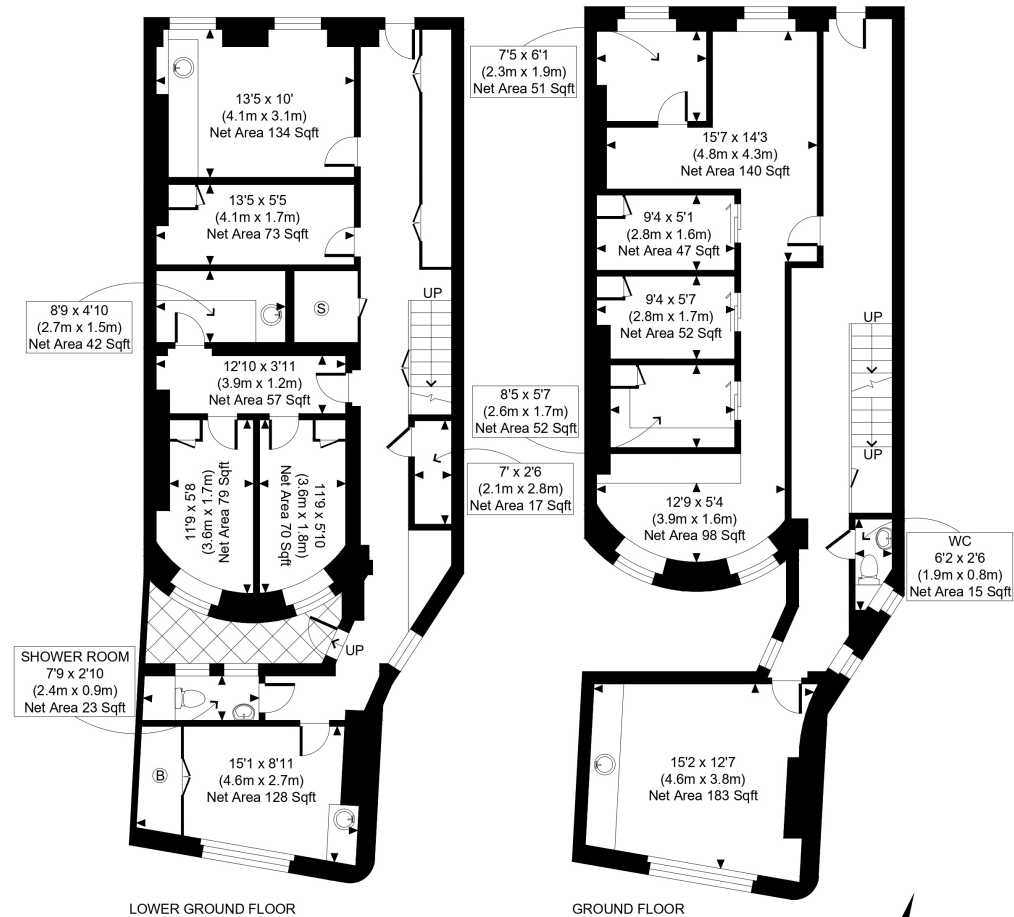 13'5 x 10'
(4.1m x 3.1m)
Net Area 134 Sqft
13'5 x 5'5
(4.1m x 1.7m)
Net Area 73 Sqft
8'9 x 4'10
(2.7m x 1.5m)
Net Area 42 Sqft
S
UP
12'10 x 3'11
(3.9m x 1.2m)
Net Area 57 Sqft
11'9 x 5'8
(3.6m x 1.7m)
Net Area 79 Sqft
11'9 x 5'10
(3.6m x 1.8m)
Net Area 70 Sqft
7' x 2'6
(2.1m x 2.8m)
Net Area 17 Sqft
UP
SHOWER ROOM
7'9 x 2'10
(2.4m x 0.9m)
Net Area 23 Sqft
B
15'1 x 8'11
(4.6m x 2.7m)
Net Area 128 Sqft
LOWER GROUND FLOOR
7'5 x 6'1
(2.3m x 1.9m)
Net Area 51 Sqft
15'7 x 14'3
(4.8m x 4.3m)
Net Area 140 Sqft
9'4 x 5'1
(2.8m x 1.6m)
Net Area 47 Sqft
9'4 x 5'7
(2.8m x 1.7m)
Net Area 52 Sqft
UP
8'5 x 5'7
(2.6m x 1.7m)
Net Area 52 Sqft
UP
12'9 x 5'4
(3.9m x 1.6m)
Net Area 98 Sqft
WC
6'2 x 2'6
(1.9m x 0.8m)
Net Area 15 Sqft
15'2 x 12'7
(4.6m x 3.8m)
Net Area 183 Sqft
GROUND FLOOR